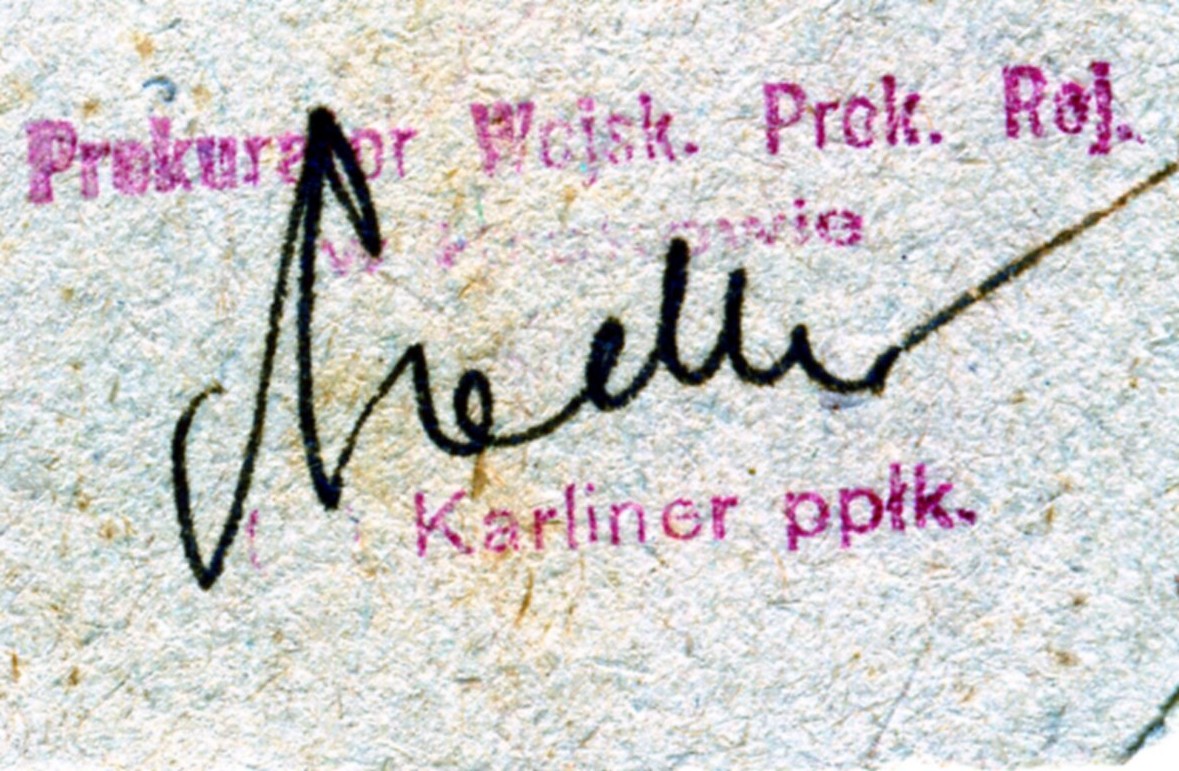 Prokurator Wojsk. Prok. Rej.
w
Karliner ppłk.